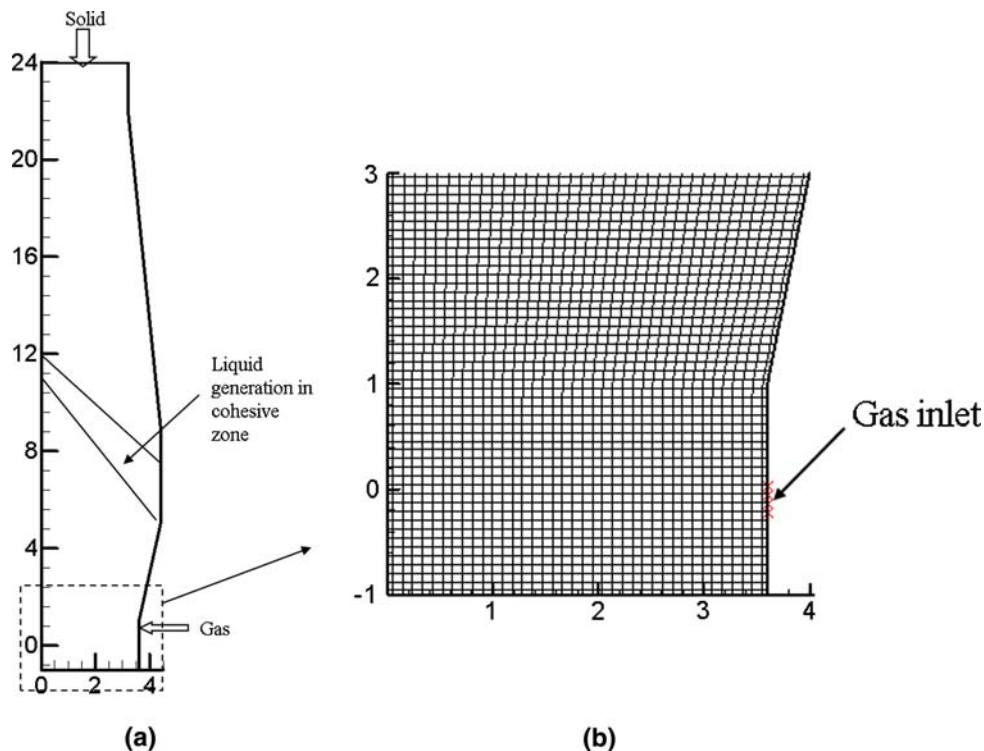 Solid
24
20
16
12
8
4
0
Liquid
generation in
cohesive
zone
Gas
0 2 4
(a)
3
2
1
0
-1
Gas inlet
1 2 3 4
(b)